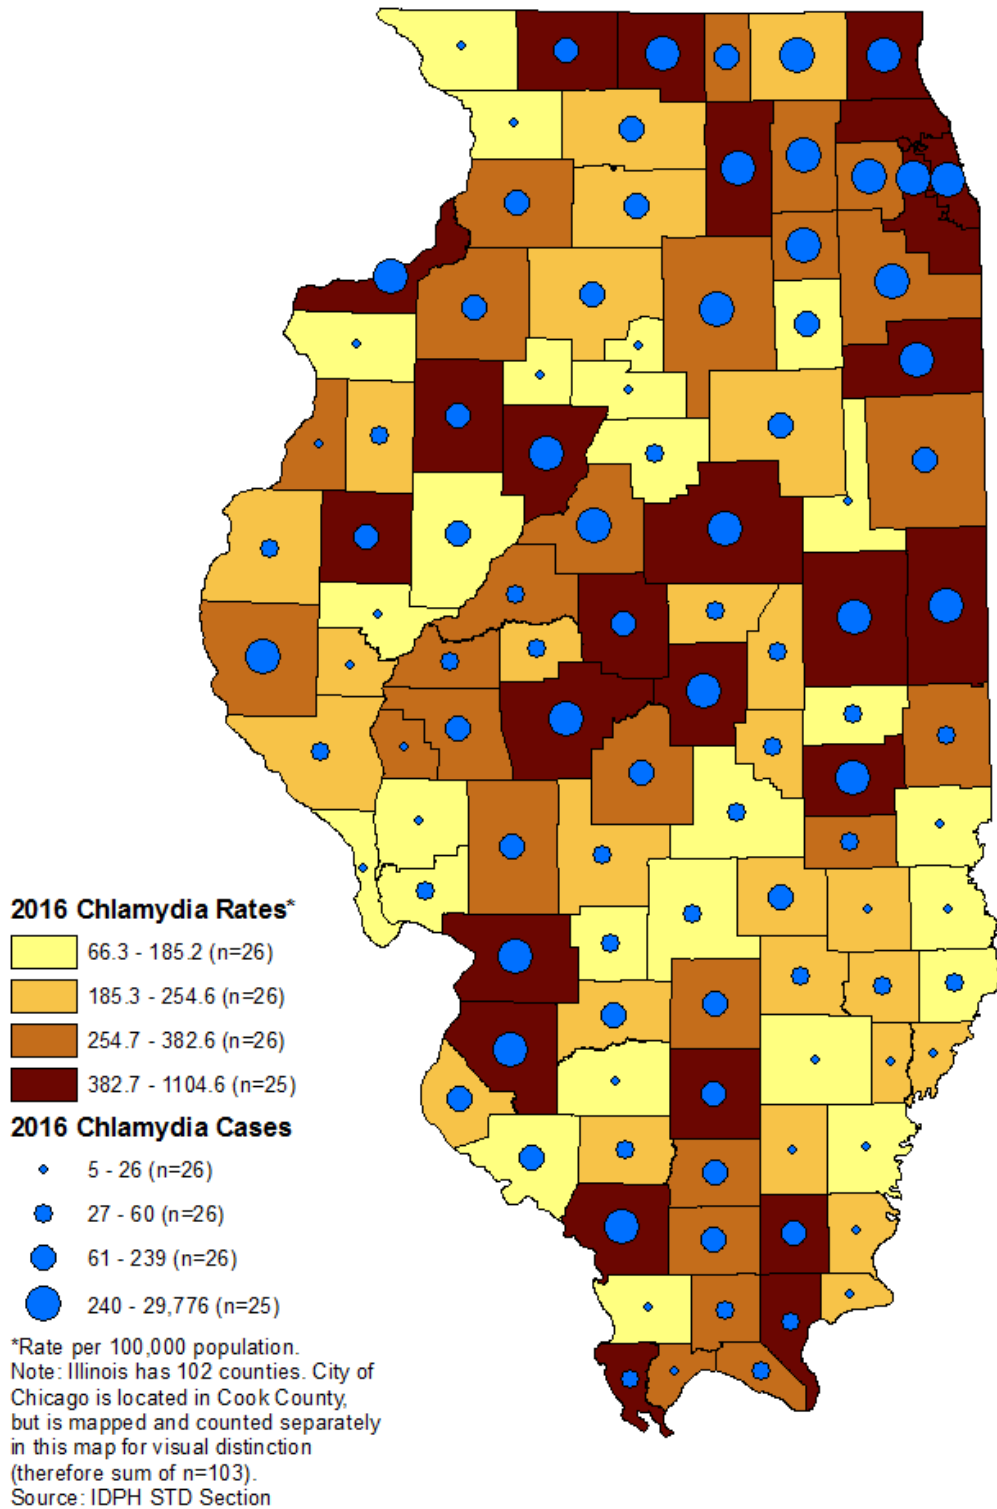 2016 Chlamydia Rates*
66.3 - 185.2 (n=26)
185.3 - 254.6 (n=26)
254.7 - 382.6 (n=26)
382.7 - 1104.6 (n=25)
2016 Chlamydia Cases
5 - 26 (n=26)
27 - 60 (n=26)
61 - 239 (n=26)
240 - 29,776 (n=25)
*Rate per 100,000 population.
Note: Illinois has 102 counties. City of
Chicago is located in Cook County,
but is mapped and counted separately
in this map for visual distinction
(therefore sum of n=103).
Source: IDPH STD Section